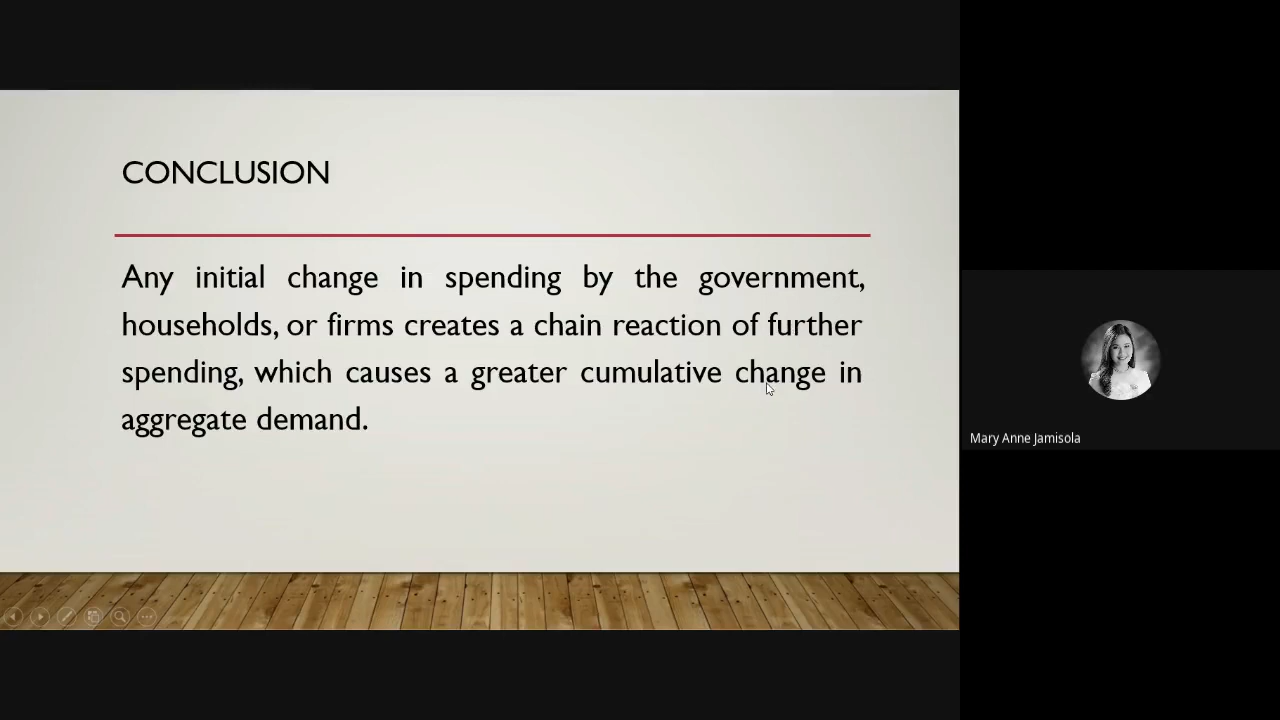 CONCLUSION
Any initial change in spending by the government,
households, or firms creates a chain reaction of further
spending, which causes a greater cumulative change in
aggregate demand.
Mary Anne Jamisola